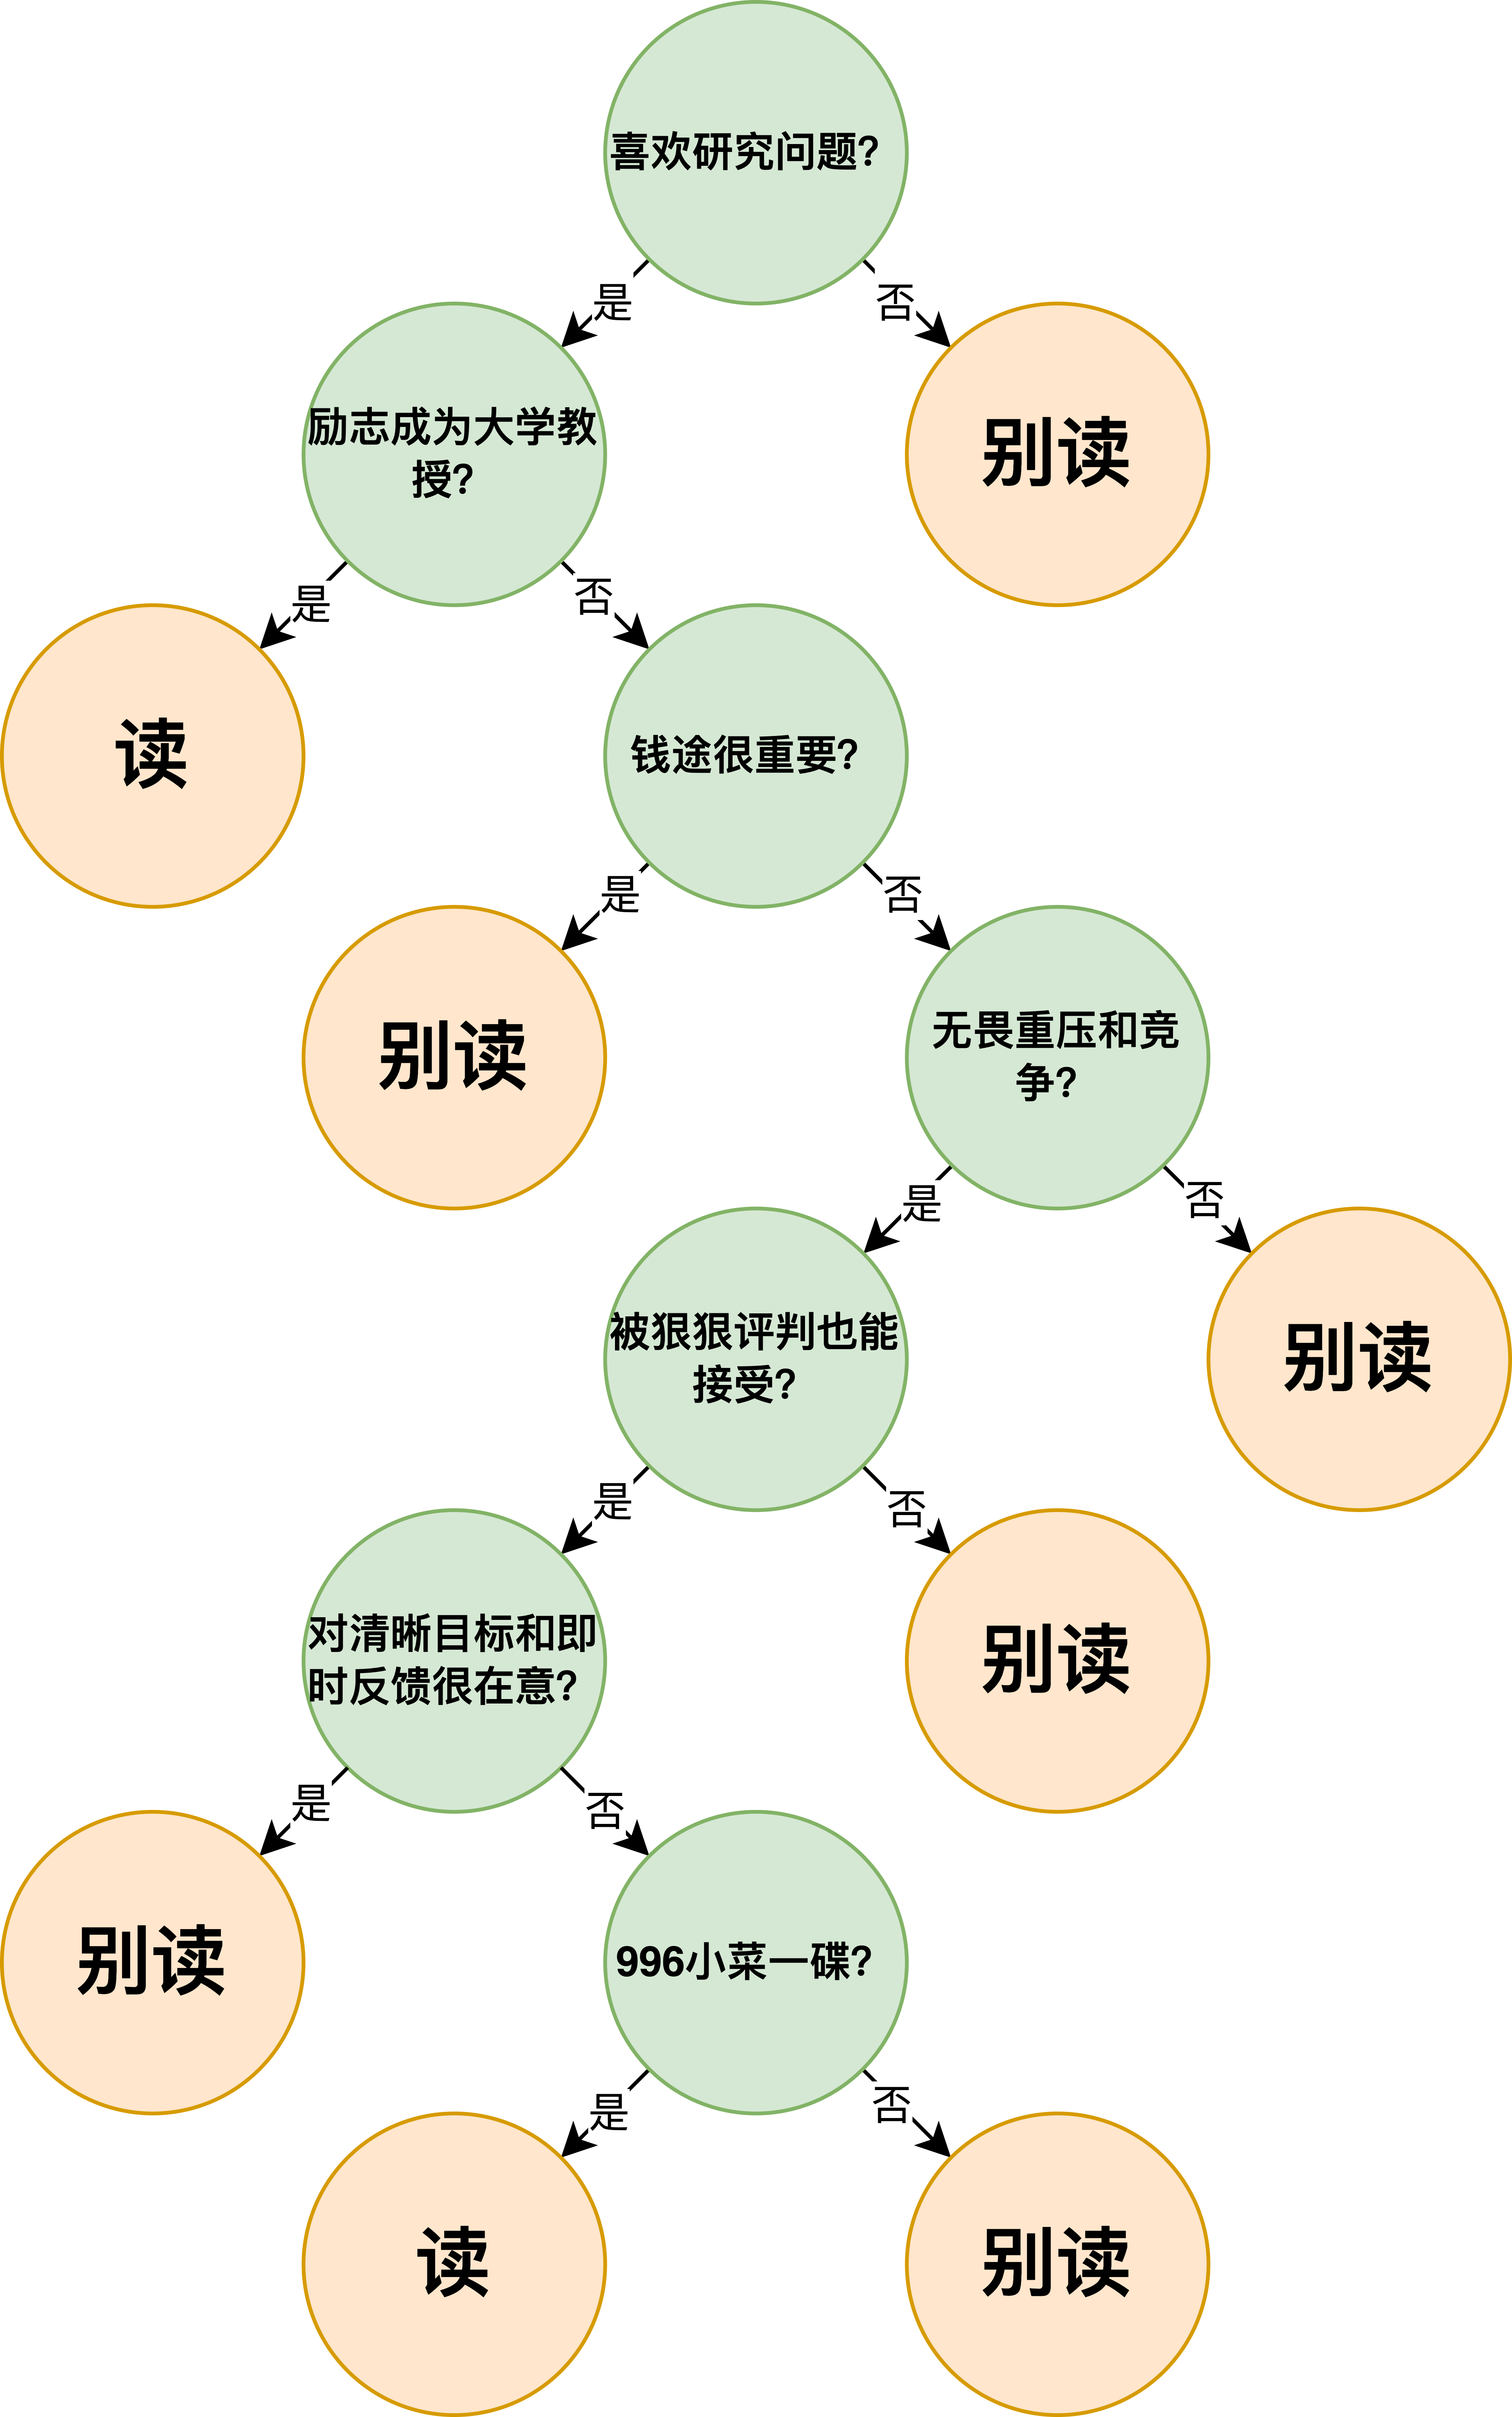 喜欢研究问题?
是
否
励志成为大学教
授?
别读
是
否
读
钱途很重要?
是
否
别读
无畏重压和竞
争?
是
否
被狠狠评判也能
接受?
别读
是
否
对清晰目标和即
时反馈很在意?
别读
是
否
别读
996小菜一碟?
是
否
读
别读